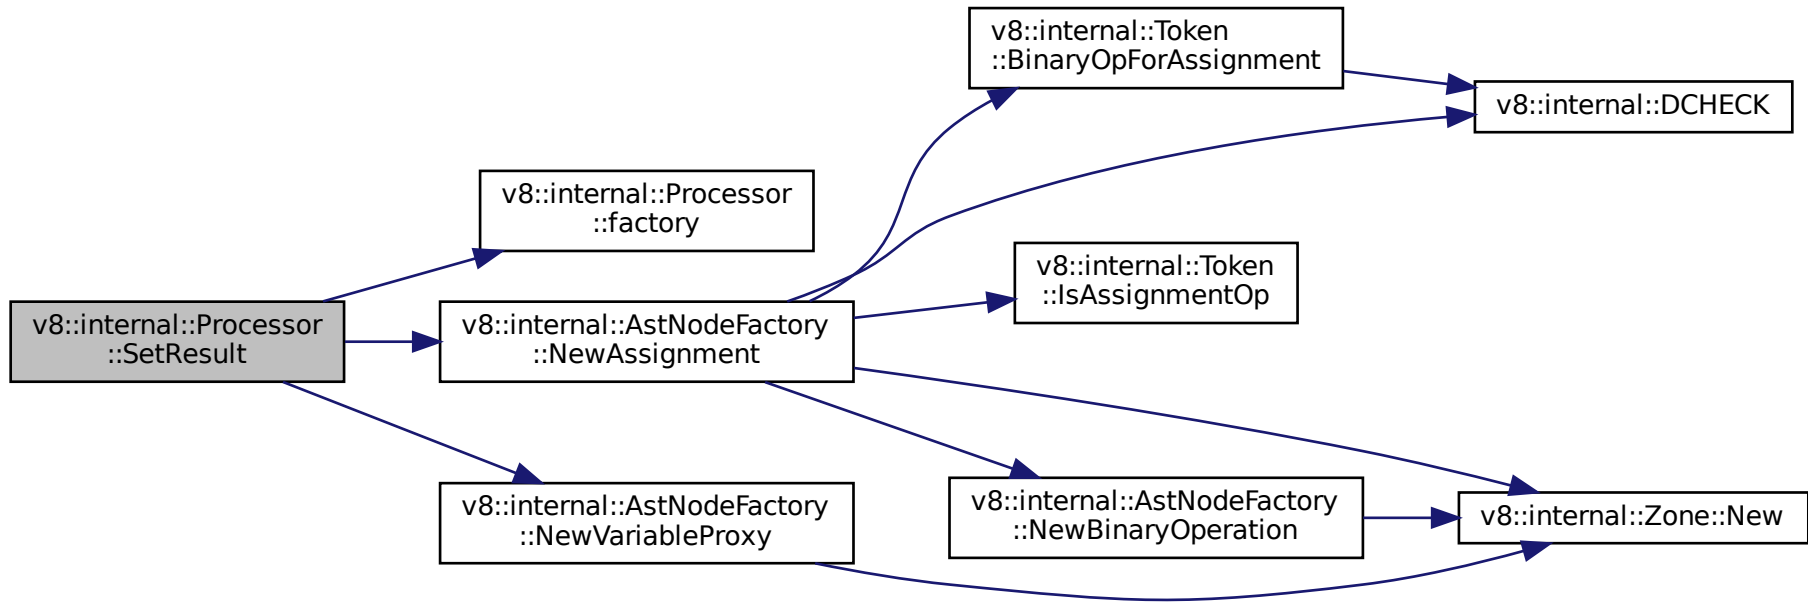 v8::internal::Token
::BinaryOpForAssignment
v8::internal::DCHECK
v8::internal::Processor
::factory
v8::internal::Token
::IsAssignmentOp
v8::internal::Processor
::SetResult
v8::internal::AstNodeFactory
::NewAssignment
v8::internal::AstNodeFactory
::NewVariableProxy
v8::internal::AstNodeFactory
::NewBinaryOperation
v8::internal::Zone::New